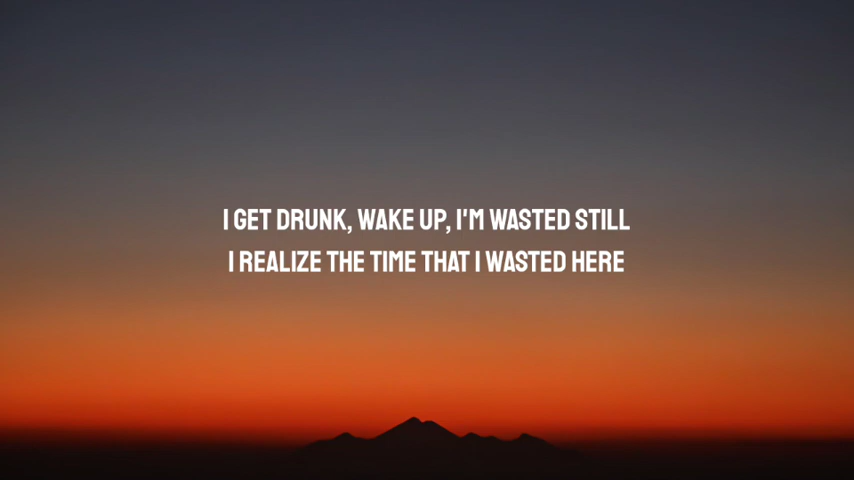 I GET DRUNK, WAKE UP, I'M WASTED STILL
I REALIZE THE TIME THAT I WASTED HERE